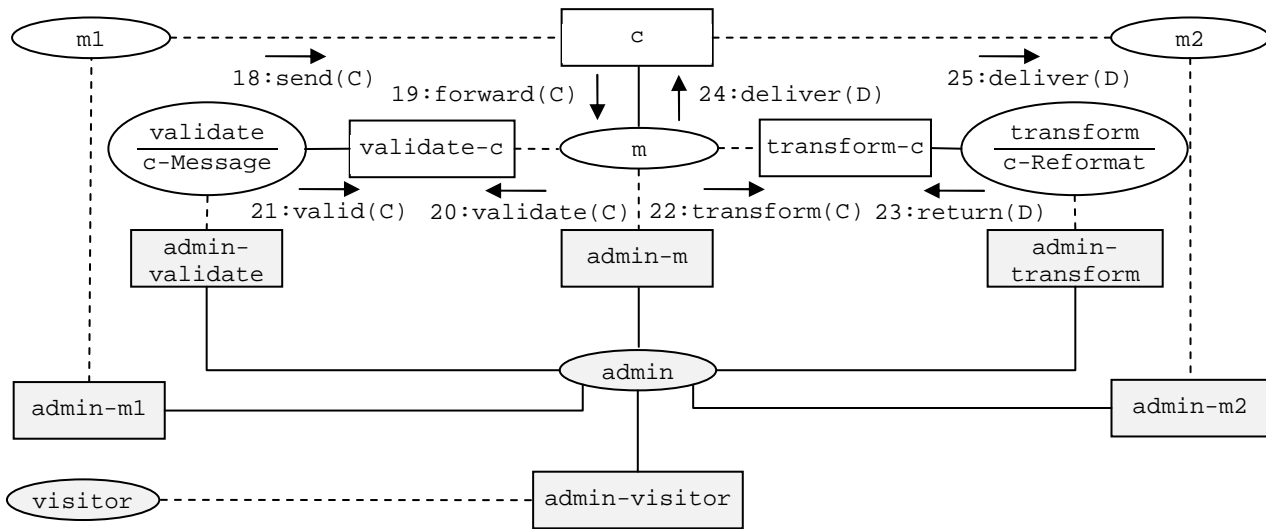 m1
c
m2
18:send(C)
25:deliver(D)
19:forward(C)
24:deliver(D)
validate
c-Message
validate-c
m
transform-c
transform
c-Reformat
21:valid(C)
20:validate(C)
22:transform(C)
23:return(D)
admin-
validate
admin-m
admin-
transform
admin
admin-m1
admin-m2
visitor
admin-visitor